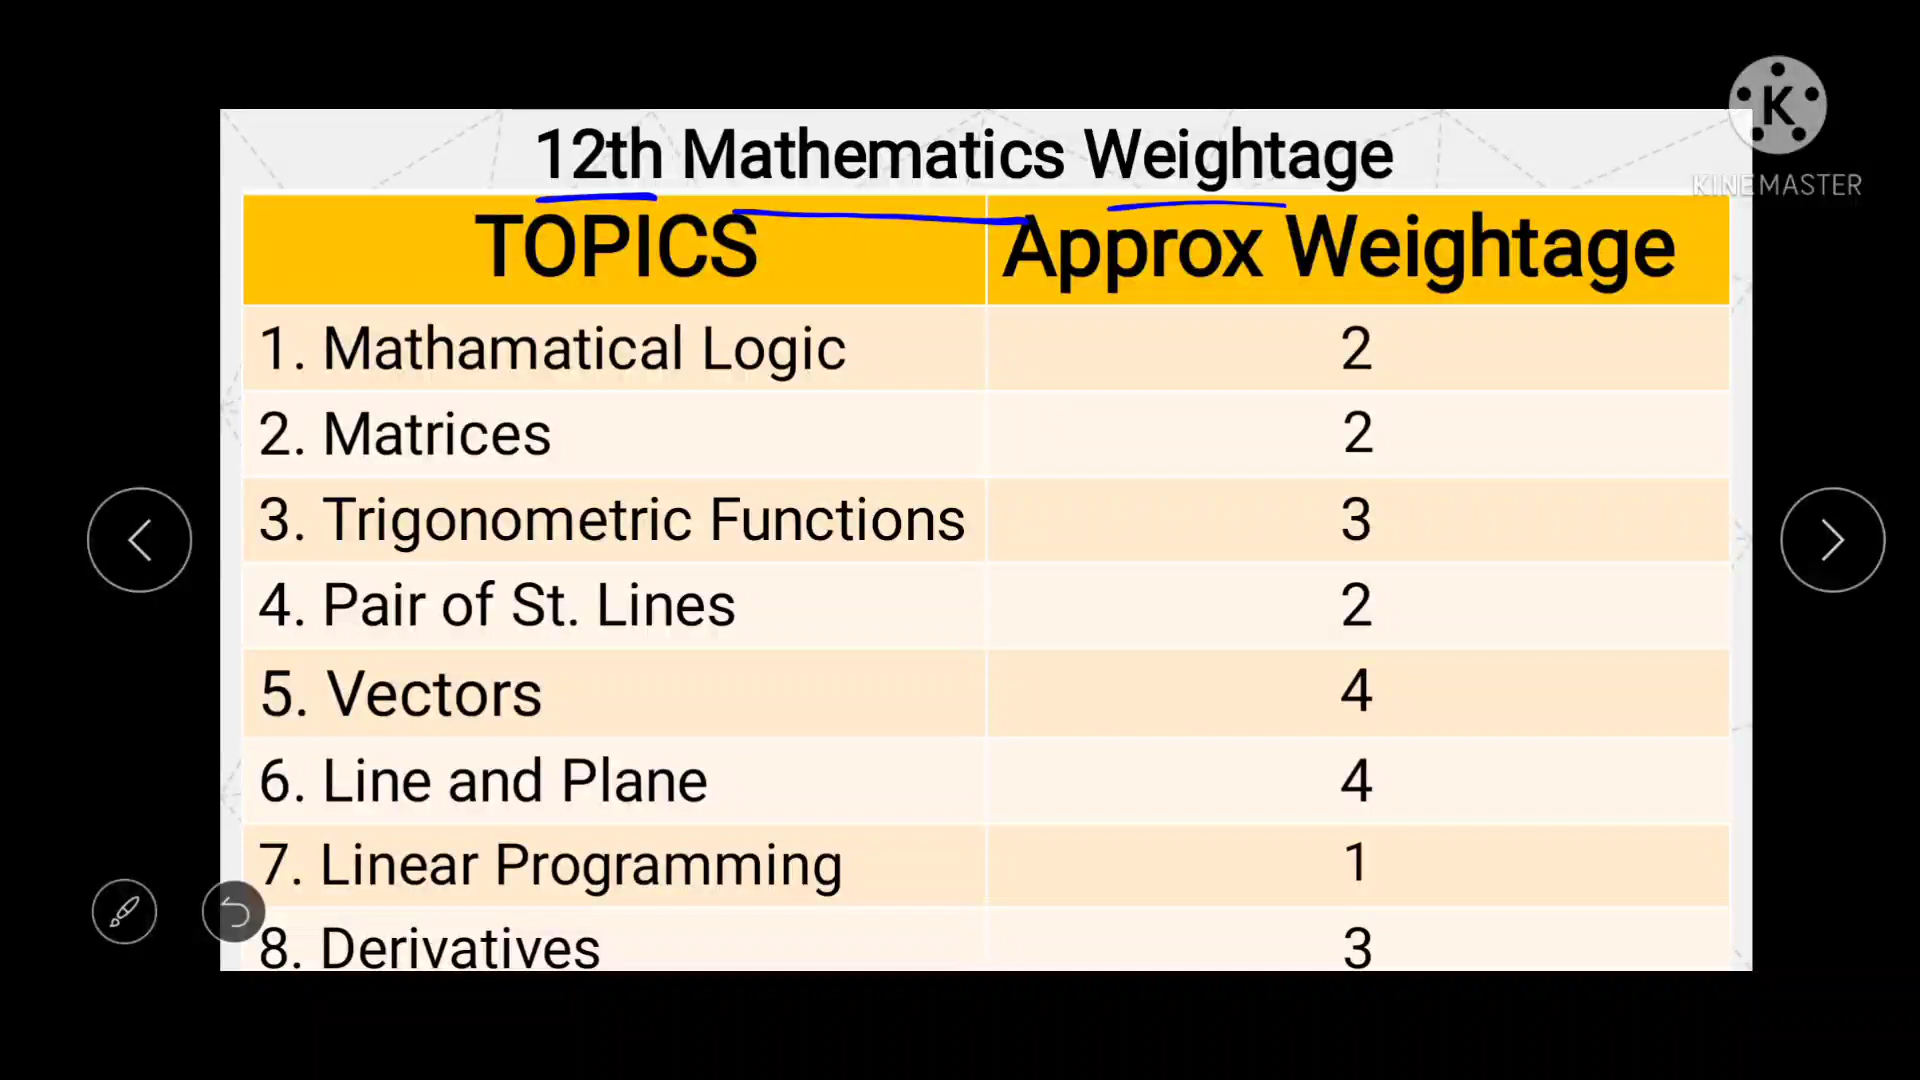 12th Mathematics Weightage
TOPICS Approx Weightage
1. Mathamatical Logic 2
2. Matrices 2
3. Trigonometric Functions 3
4. Pair of St. Lines 2
5. Vectors 4
6. Line and Plane 4
7. Linear Programming 1
8. Derivatives 3
K
KINEMASTER